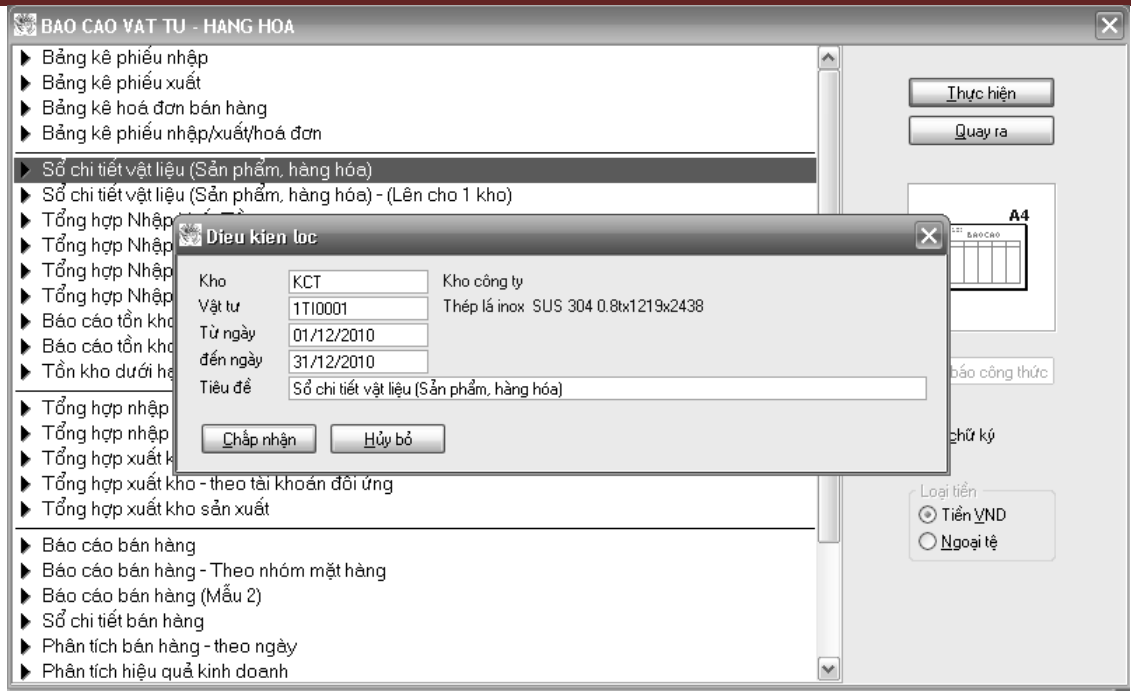 BAO CAO VAT TU - HANG HOA
Bảng kê phiếu nhập
Bảng kê phiếu xuất
Bảng kê hoá đơn bán hàng
Bảng kê phiếu nhập/xuất/hoá đơn
Sổ chi tiết vật liệu (Sản phẩm, hàng hóa)
Sổ chi tiết vật liệu (Sản phẩm, hàng hóa) - (Lên cho 1 kho)
Tổng hợp Nhập
Tổng hợp Nhập
Tổng hợp Nhập
Tổng hợp Nhập
Báo cáo tồn kho
Báo cáo tồn kho
Tồn kho dưới
Tổng hợp nhập
Tổng hợp nhập
Tổng hợp xuất
Tổng hợp xuất kho - theo tài khoản đối ứng
Tổng hợp xuất kho sản xuất
Báo cáo bán hàng
Báo cáo bán hàng - Theo nhóm mặt hàng
Báo cáo bán hàng (Mẫu 2)
Sổ chi tiết bán hàng
Phân tích bán hàng - theo ngày
Phân tích hiệu quả kinh doanh
Dieu kien loc
Kho KCT Kho công ty
Vật tư 1TI0001 Thép lá inox SUS 304 0.8tx1219x2438
Từ ngày 01/12/2010
đến ngày 31/12/2010
Tiêu đề Sổ chi tiết vật liệu (Sản phẩm, hàng hóa)
Chấp nhận Hủy bỏ
Thực hiện
Quay ra
A4
BAOCAO
báo công thức
chữ ký
Loại tiền
Tiền VND
Ngoại tệ